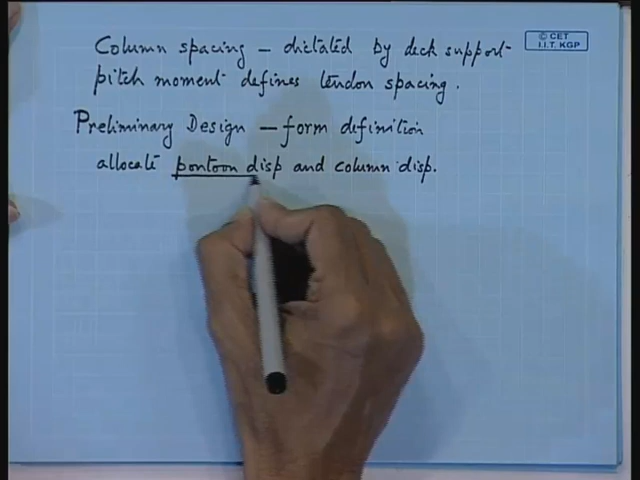 Column spacing – dictated by deck support
pitch moment defines tendon spacing.
© CET
I.I.T. KGP
Preliminary Design – form definition
allocate pontoon disp and column disp.